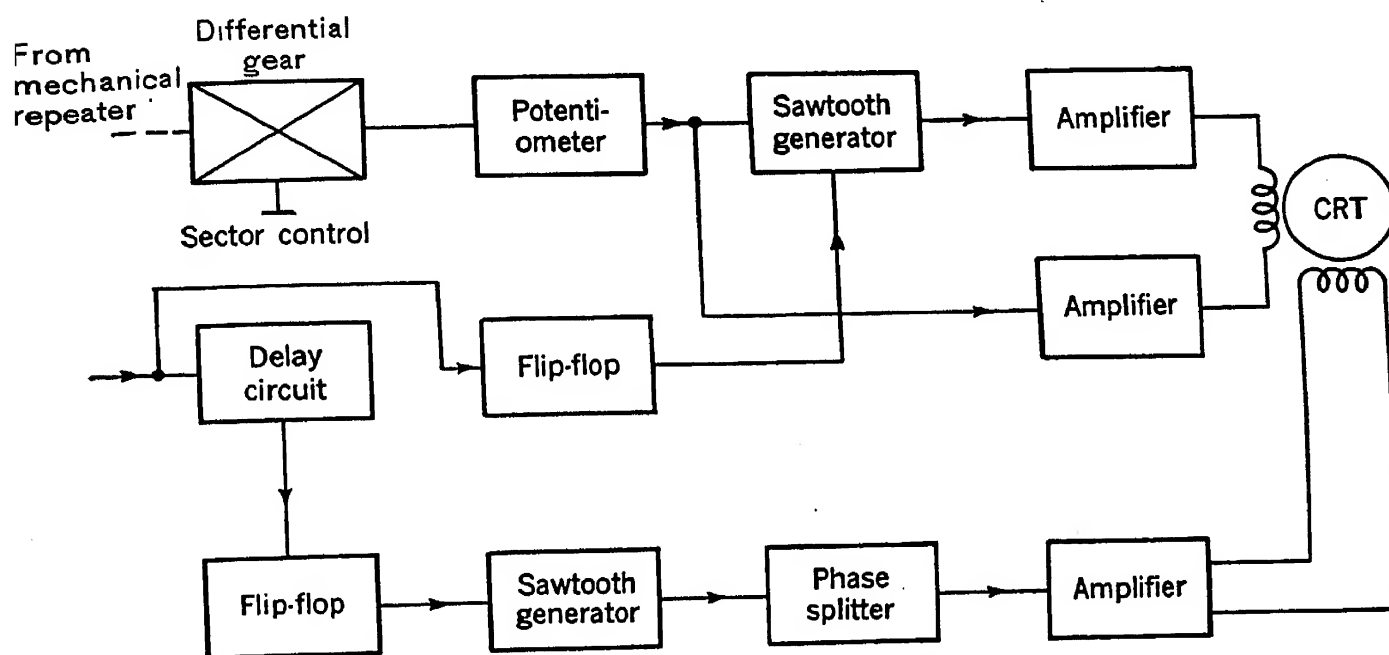 From
mechanical
repeater
Differential
gear
Sector control
Potenti-
ometer
Sawtooth
generator
Amplifier
CRT
Amplifier
Delay
circuit
Flip-flop
Flip-flop
Sawtooth
generator
Phase
splitter
Amplifier